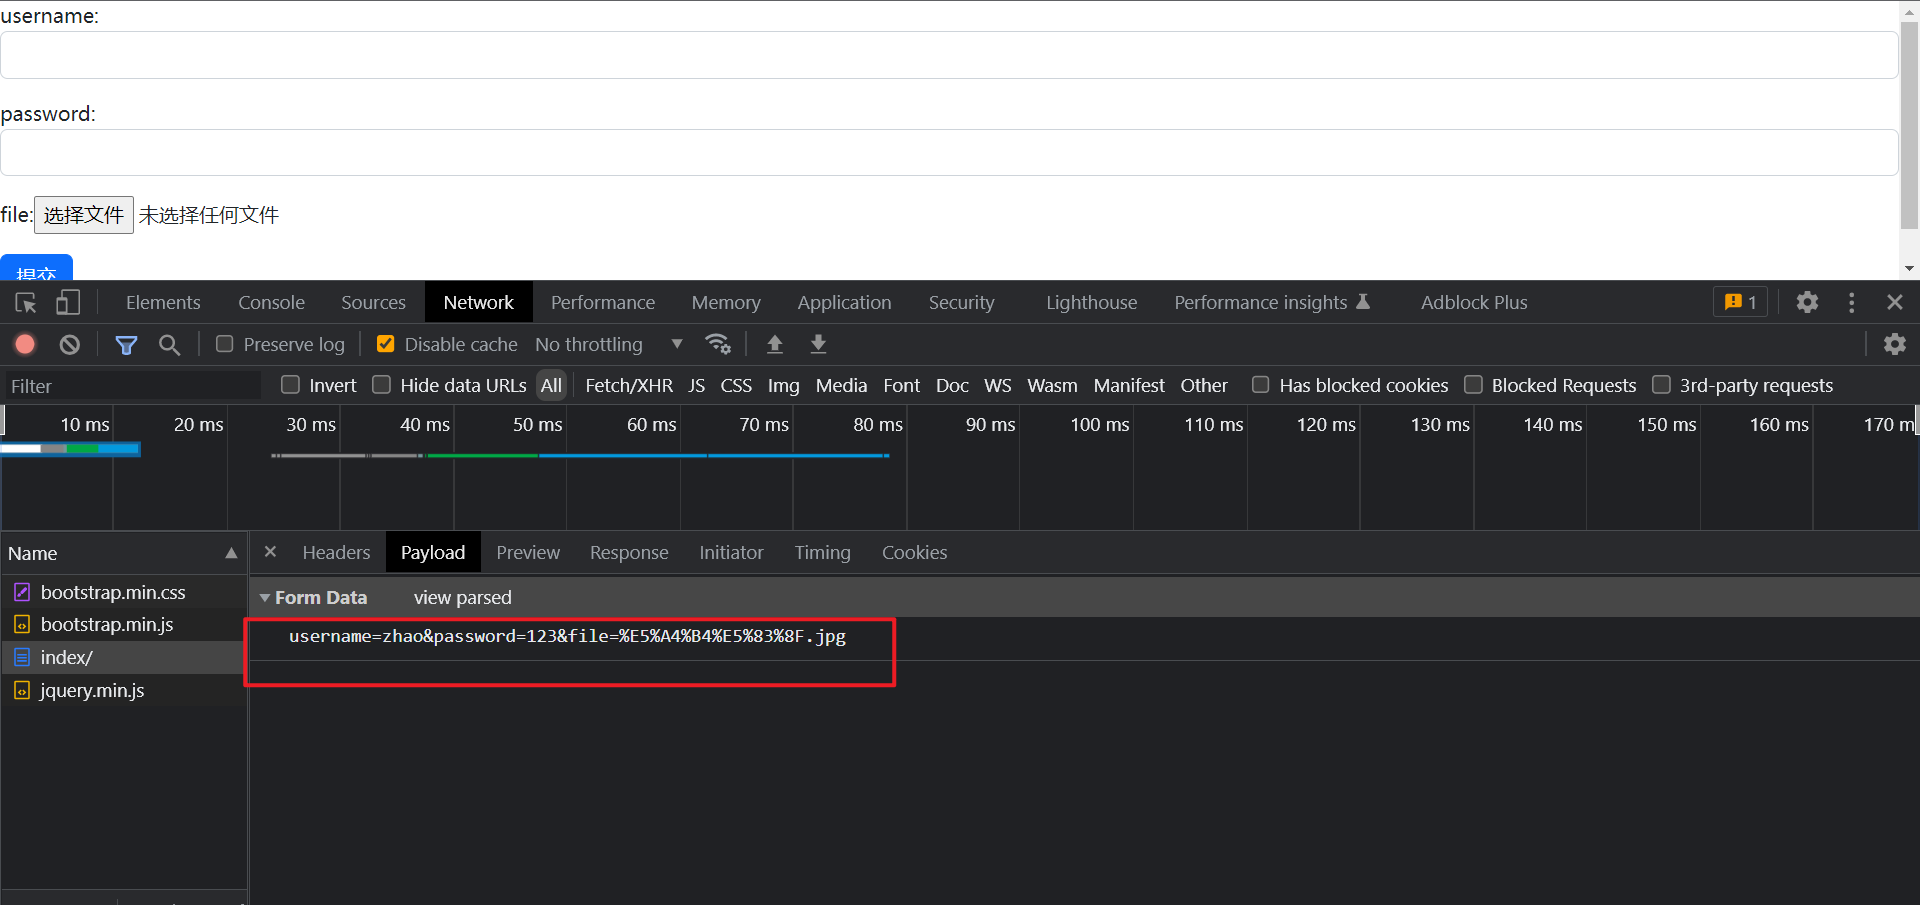 username:
password:
file: 选择文件 未选择任何文件
提交
Elements Console Sources Network Performance Memory Application Security Lighthouse Performance insights Adblock Plus 1
Preserve log Disable cache No throttling
Filter Invert Hide data URLs All Fetch/XHR JS CSS Img Media Font Doc WS Wasm Manifest Other Has blocked cookies Blocked Requests 3rd-party requests
10 ms 20 ms 30 ms 40 ms 50 ms 60 ms 70 ms 80 ms 90 ms 100 ms 110 ms 120 ms 130 ms 140 ms 150 ms 160 ms 170 m
Name Headers Payload Preview Response Initiator Timing Cookies
bootstrap.min.css
bootstrap.min.js
index/
jquery.min.js
Form Data view parsed
username=zhao&password=123&file=%E5%A4%B4%E5%83%8F.jpg